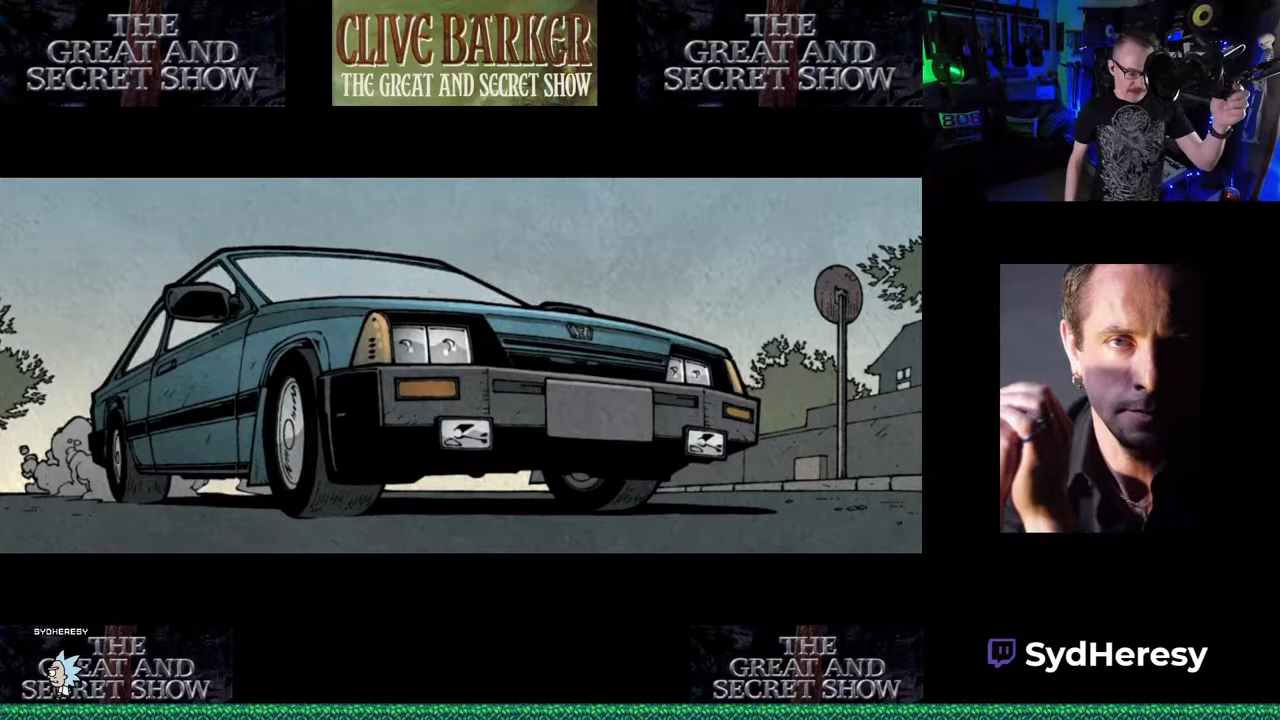 THE
GREAT AND
SECRET SHOW
CLIVE BARKER
THE GREAT AND SECRET SHOW
THE
GREAT AND
SECRET SHOW
BOB
SYDHERESY
THE
GREAT AND
SECRET SHOW
THE
GREAT AND
SECRET SHOW
SydHeresy